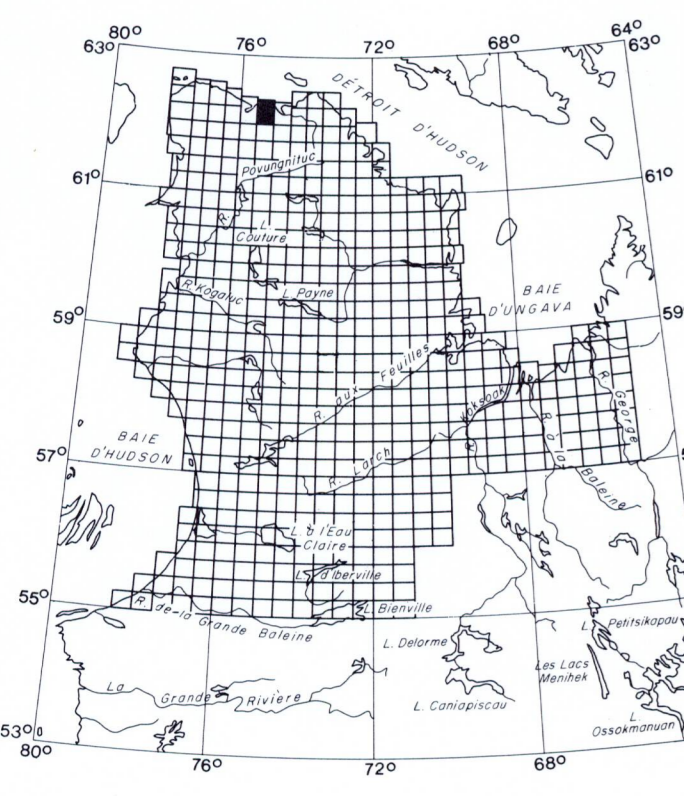 80° 76° 72° 68° 64°
63° 63°
DÉTROIT D'HUDSON
Povungnituc
61° 61°
R.
L.
Couture
R. Kogaluc
L. Payne
BAIE
D'UNGAVA
59° 59°
R. aux Feuilles
Koksoak
R.
R. à la Baleine
R. George
BAIE
D'HUDSON
57°
R. Larch
L. à l'Eau
Claire
L. d'Iberville
L. Bienville
55°
R. de-la Grande Baleine
L. Petitsikapau
L. Delorme
Les Lacs
Menihek
La Grande Rivière
L. Caniapiscau
L.
Ossokmanuan
53°
80° 76° 72° 68°